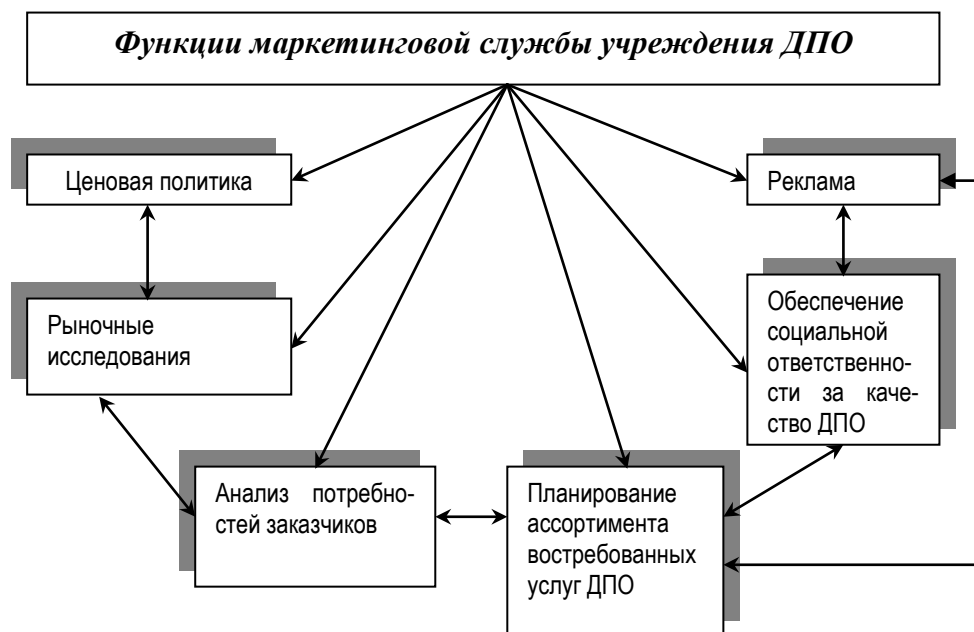 Функции маркетинговой службы учреждения ДПО
Ценовая политика
Реклама
Рыночные
исследования
Обеспечение
социальной
ответственно-
сти за каче-
ство ДПО
Анализ потребно-
стей заказчиков
Планирование
ассортимента
востребованных
услуг ДПО